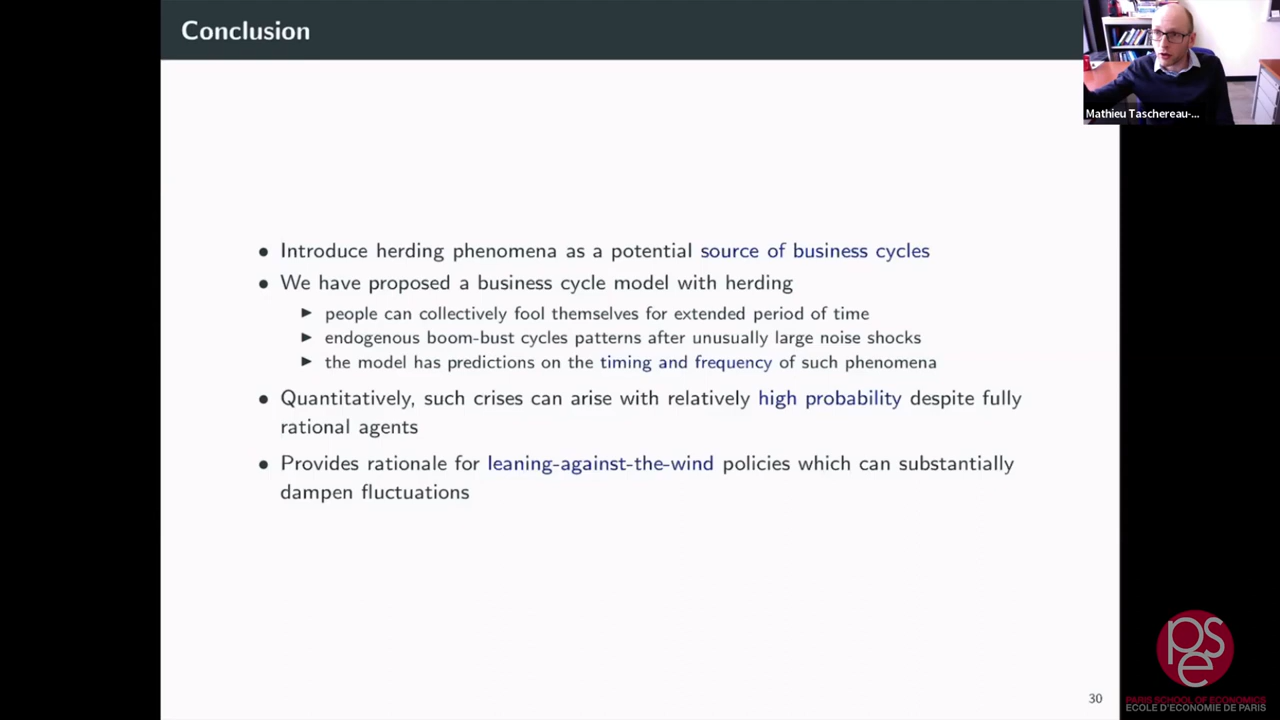 Conclusion
Mathieu Taschereau-...
• Introduce herding phenomena as a potential source of business cycles
• We have proposed a business cycle model with herding
▶ people can collectively fool themselves for extended period of time
▶ endogenous boom-bust cycles patterns after unusually large noise shocks
▶ the model has predictions on the timing and frequency of such phenomena
• Quantitatively, such crises can arise with relatively high probability despite fully
rational agents
• Provides rationale for leaning-against-the-wind policies which can substantially
dampen fluctuations
30
pse
PARIS SCHOOL OF ECONOMICS
ECOLE D'ECONOMIE DE PARIS